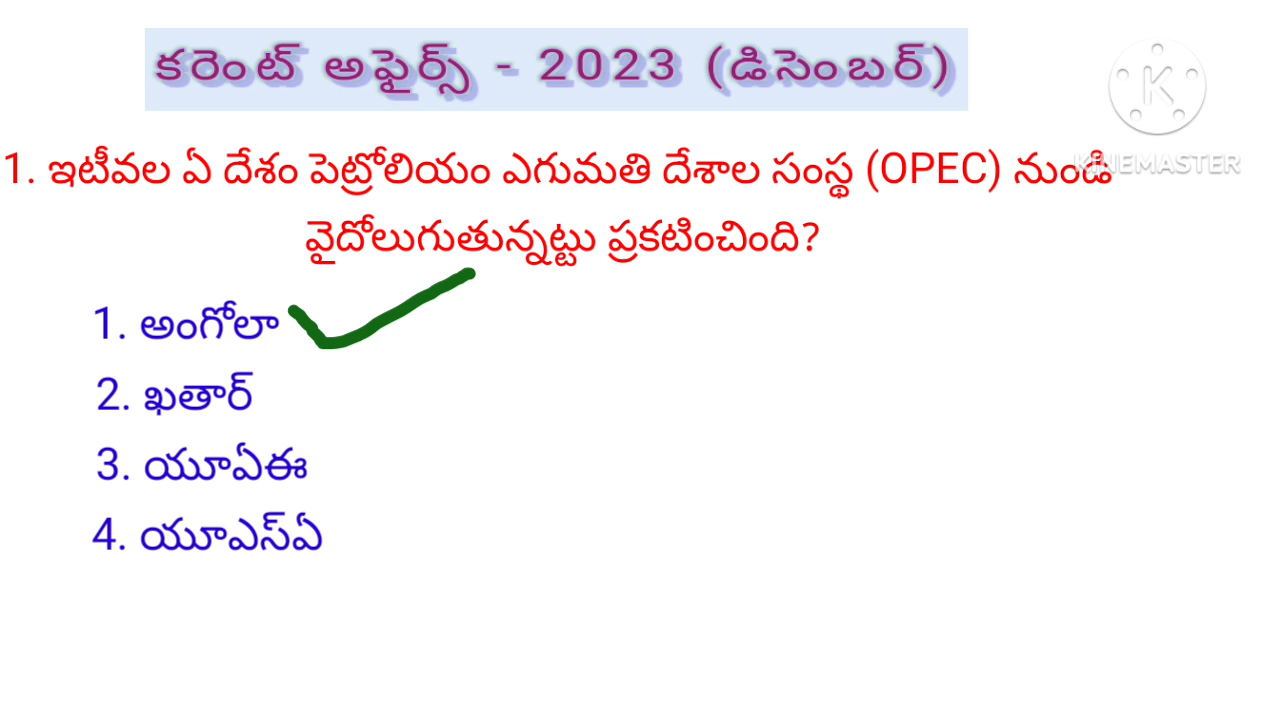 కరెంట్ అఫైర్స్ - 2023 (డిసెంబర్)
K
KINEMASTER
1. ఇటీవల ఏ దేశం పెట్రోలియం ఎగుమతి దేశాల సంస్థ (OPEC) నుండి
వైదోలుగుతున్నట్టు ప్రకటించింది?
1. అంగోలా
2. ఖతార్
3. యూఏఈ
4. యూఎస్ఏ